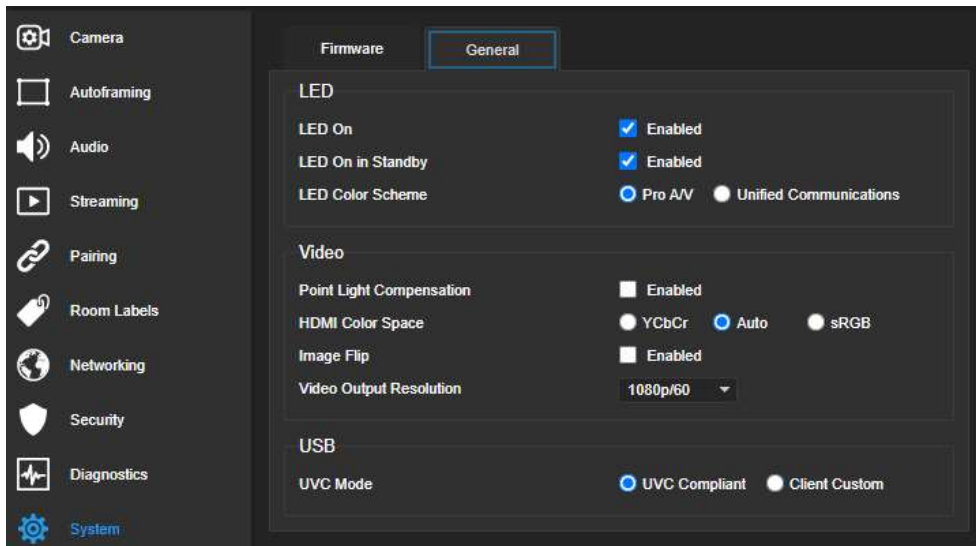 Camera
Autoframing
Audio
Streaming
Pairing
Room Labels
Networking
Security
Diagnostics
System
Firmware General
LED
LED On Enabled
LED On in Standby Enabled
LED Color Scheme Pro A/V Unified Communications
Video
Point Light Compensation Enabled
HDMI Color Space YCbCr Auto sRGB
Image Flip Enabled
Video Output Resolution 1080p/60
USB
UVC Mode UVC Compliant Client Custom